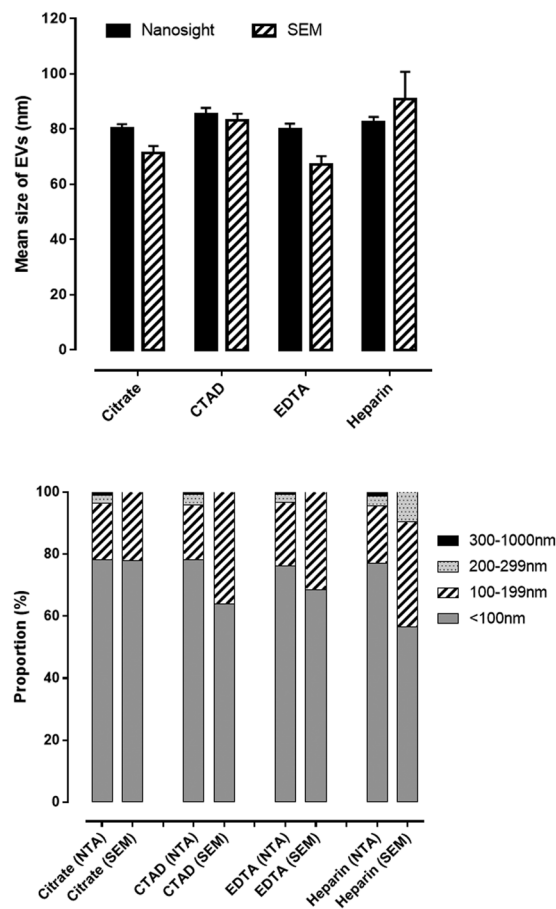 Nanosight SEM
Mean size of EVs (nm)
120
100
80
60
40
20
0
Citrate
CTAD
EDTA
Heparin
Proportion (%)
100
80
60
40
20
0
300-1000nm
200-299nm
100-199nm
<100nm
Citrate (NTA)
Citrate (SEM)
CTAD (NTA)
CTAD (SEM)
EDTA (NTA)
EDTA (SEM)
Heparin (NTA)
Heparin (SEM)